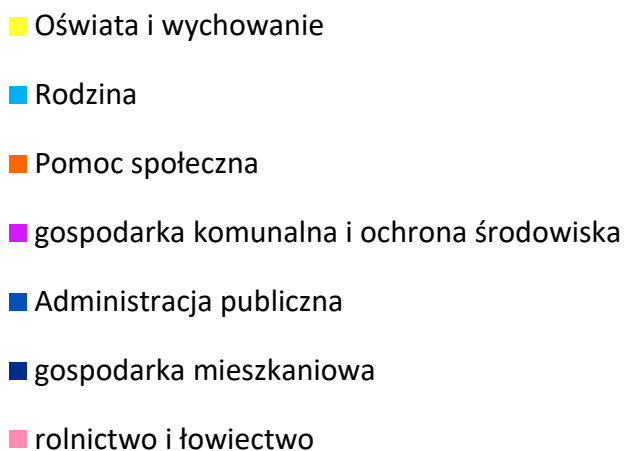 Oświata i wychowanie
Rodzina
Pomoc społeczna
gospodarka komunalna i ochrona środowiska
Administracja publiczna
gospodarka mieszkaniowa
rolnictwo i łowiectwo